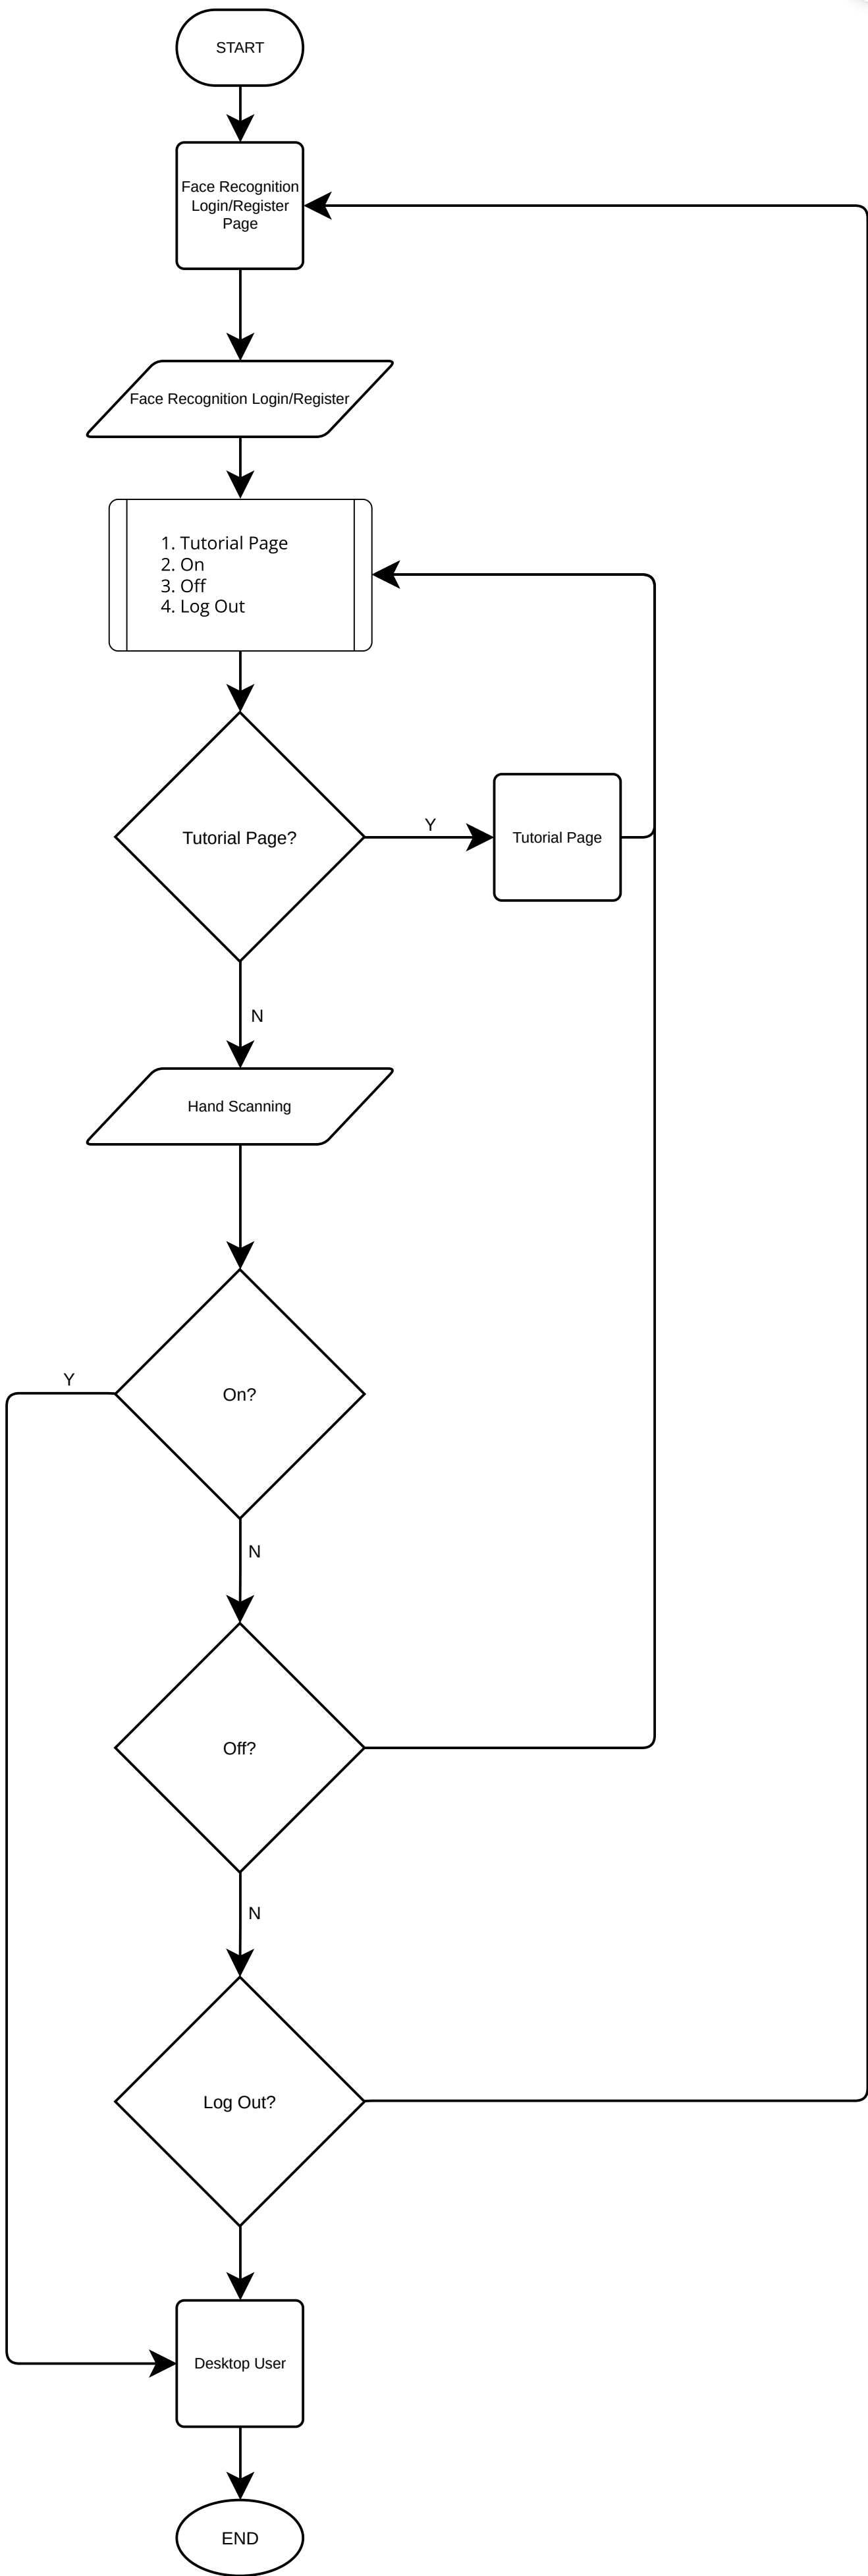 START
Face Recognition
Login/Register
Page
Face Recognition Login/Register
1. Tutorial Page
2. On
3. Off
4. Log Out
Tutorial Page?
Y
Tutorial Page
N
Hand Scanning
Y
On?
N
Off?
N
Log Out?
Desktop User
END